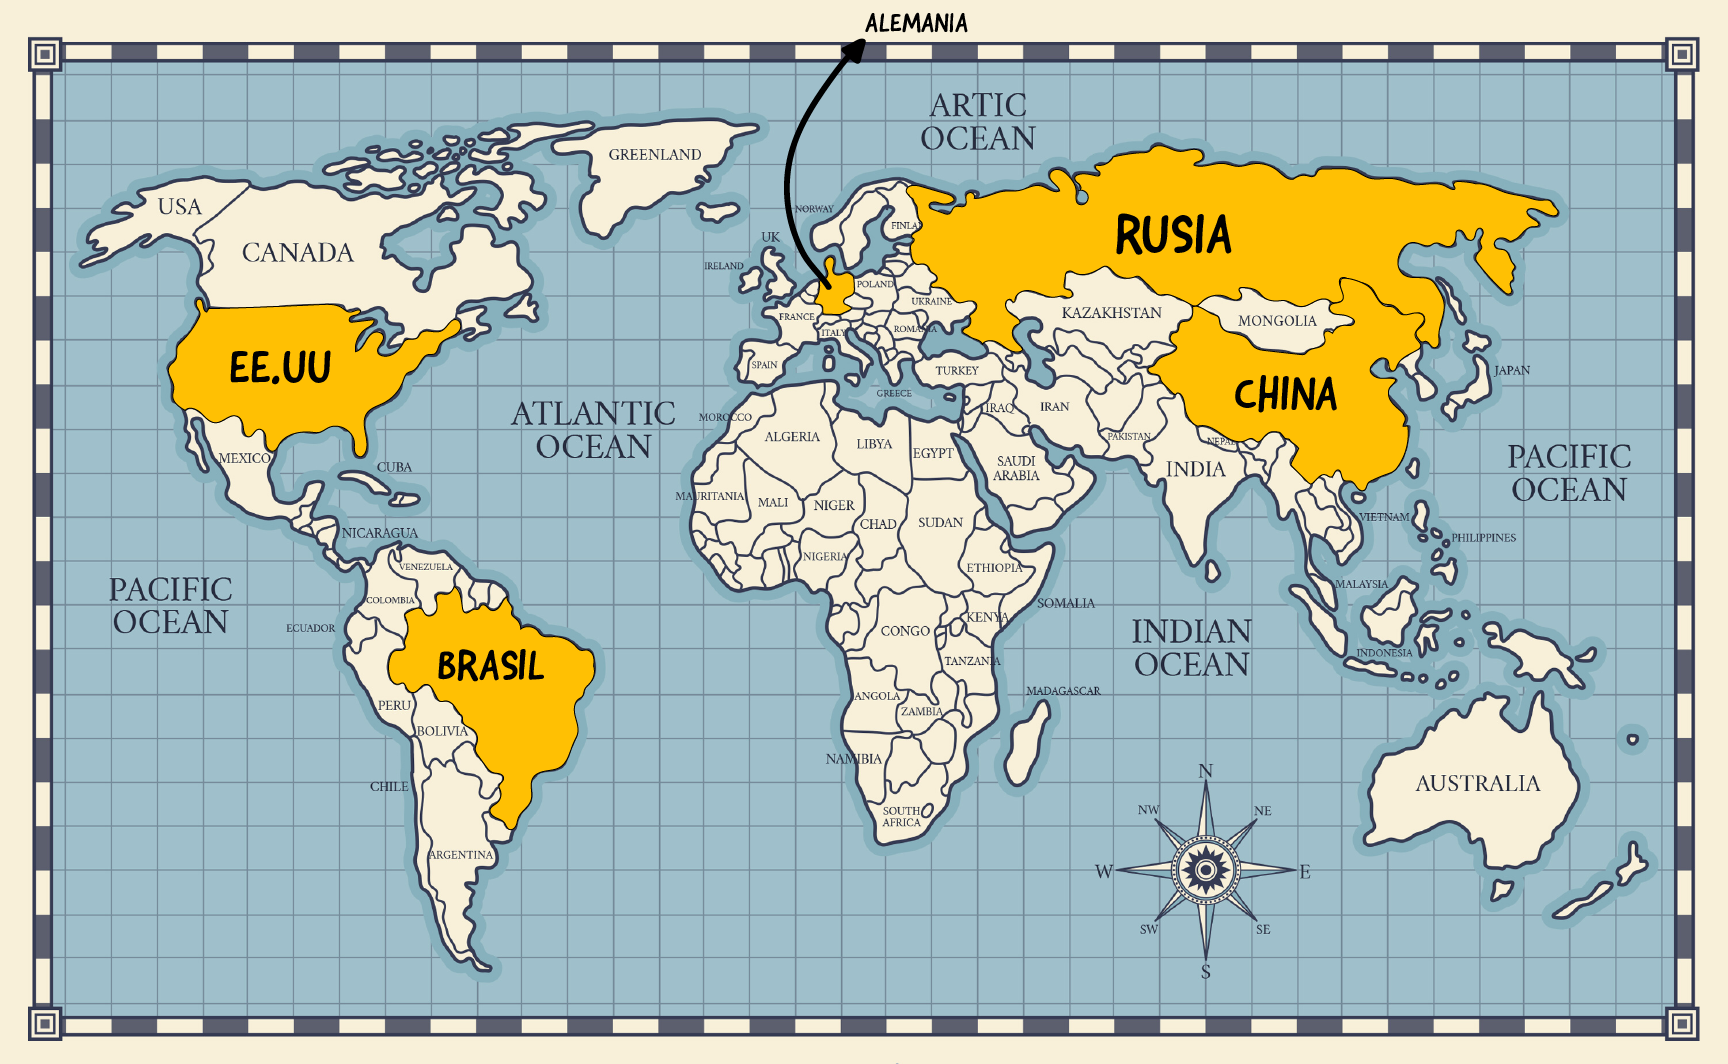 ALEMANIA
ARTIC
OCEAN
GREENLAND
USA
CANADA
NORWAY
FINLA
UK
IRELAND
RUSIA
POLAND
UKRAINE
FRANCE
ITALY
ROMANIA
KAZAKHSTAN
MONGOLIA
EE.UU
SPAIN
TURKEY
JAPAN
GREECE
CHINA
ATLANTIC
OCEAN
MOROCCO
IRAQ
IRAN
ALGERIA
LIBYA
EGYPT
PAKISTAN
NEPAL
MEXICO
CUBA
SAUDI
ARABIA
INDIA
PACIFIC
OCEAN
MAURITANIA
MALI
NIGER
CHAD
SUDAN
VIETNAM
NICARAGUA
PHILIPPINES
NIGERIA
ETHIOPIA
VENEZUELA
COLOMBIA
PACIFIC
OCEAN
MALAYSIA
SOMALIA
KENYA
ECUADOR
CONGO
INDIAN
OCEAN
INDONESIA
BRASIL
TANZANIA
ANGOLA
MADAGASCAR
PERU
ZAMBIA
BOLIVIA
NAMIBIA
CHILE
AUSTRALIA
SOUTH
AFRICA
ARGENTINA
N
NW
NE
W
E
SW
SE
S